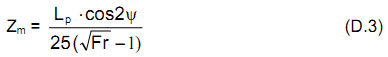 Zₘ = Lₚ · cos2ψ / 25(√Fr − 1) (D.3)